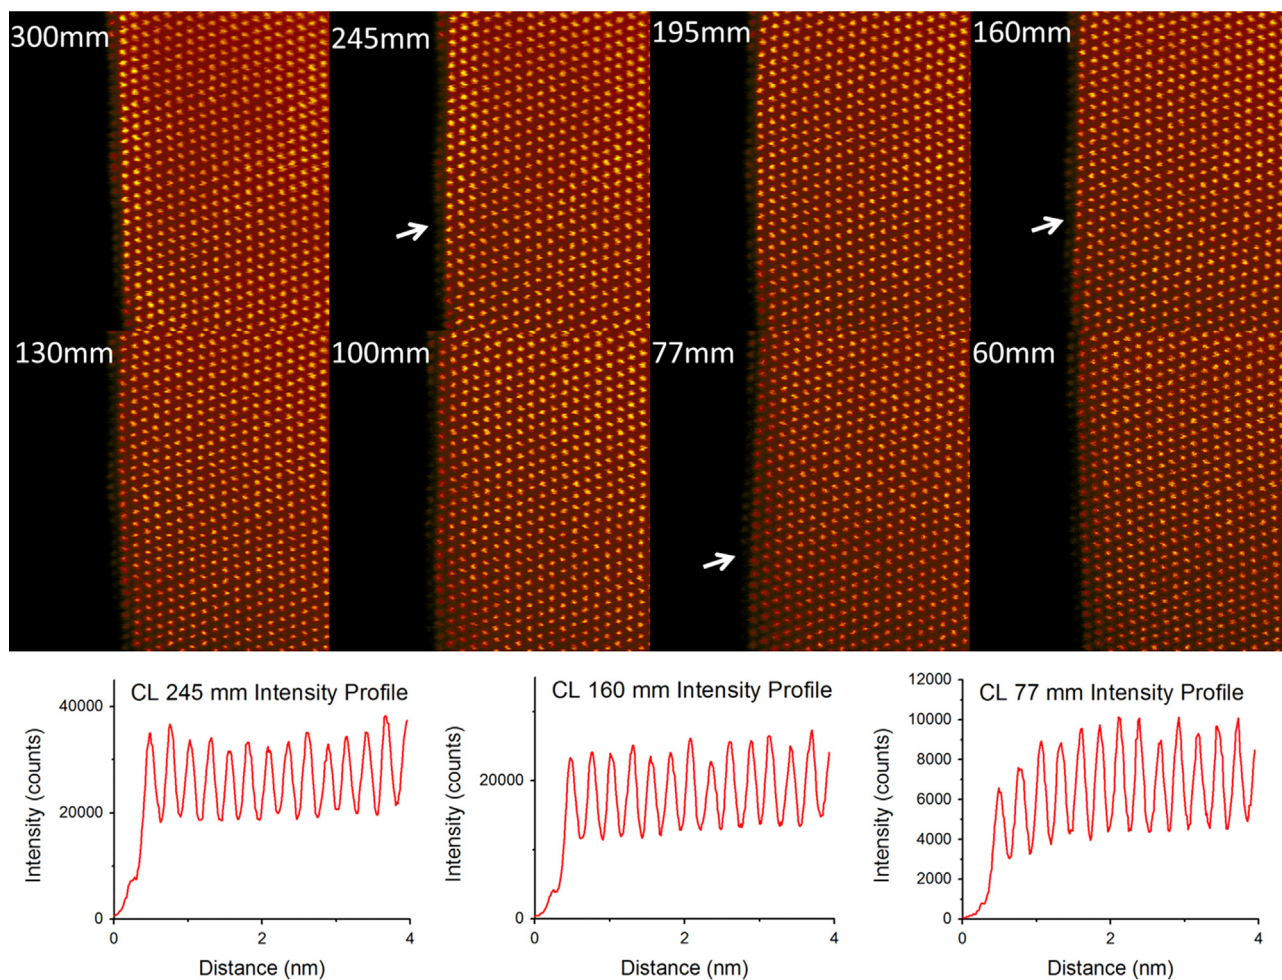 300mm
245mm
195mm
160mm
130mm
100mm
77mm
60mm
CL 245 mm Intensity Profile
40000
20000
0
Intensity (counts)
0
2
4
Distance (nm)
CL 160 mm Intensity Profile
20000
0
Intensity (counts)
0
2
4
Distance (nm)
CL 77 mm Intensity Profile
12000
10000
8000
6000
4000
2000
0
Intensity (counts)
0
2
4
Distance (nm)